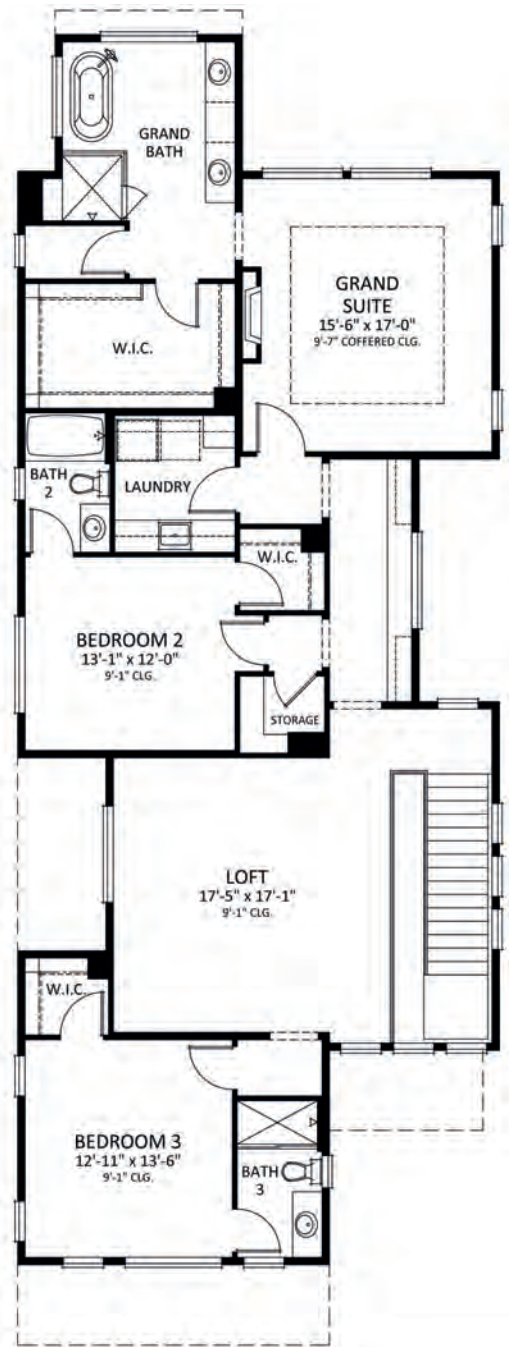 GRAND
BATH
GRAND
SUITE
15'-6" x 17'-0"
9'-7" COFFERED CLG.
W.I.C.
BATH
2
LAUNDRY
W.I.C.
BEDROOM 2
13'-1" x 12'-0"
9'-1" CLG.
STORAGE
LOFT
17'-5" x 17'-1"
9'-1" CLG.
W.I.C.
BEDROOM 3
12'-11" x 13'-6"
9'-1" CLG.
BATH
3